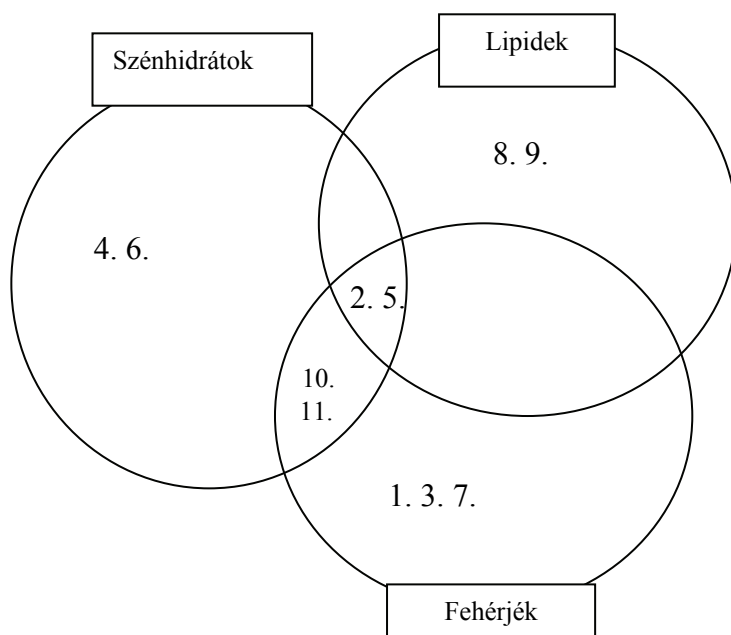 Szénhidrátok
Lipidek
8. 9.
4. 6.
2. 5.
10.
11.
1. 3. 7.
Fehérjék